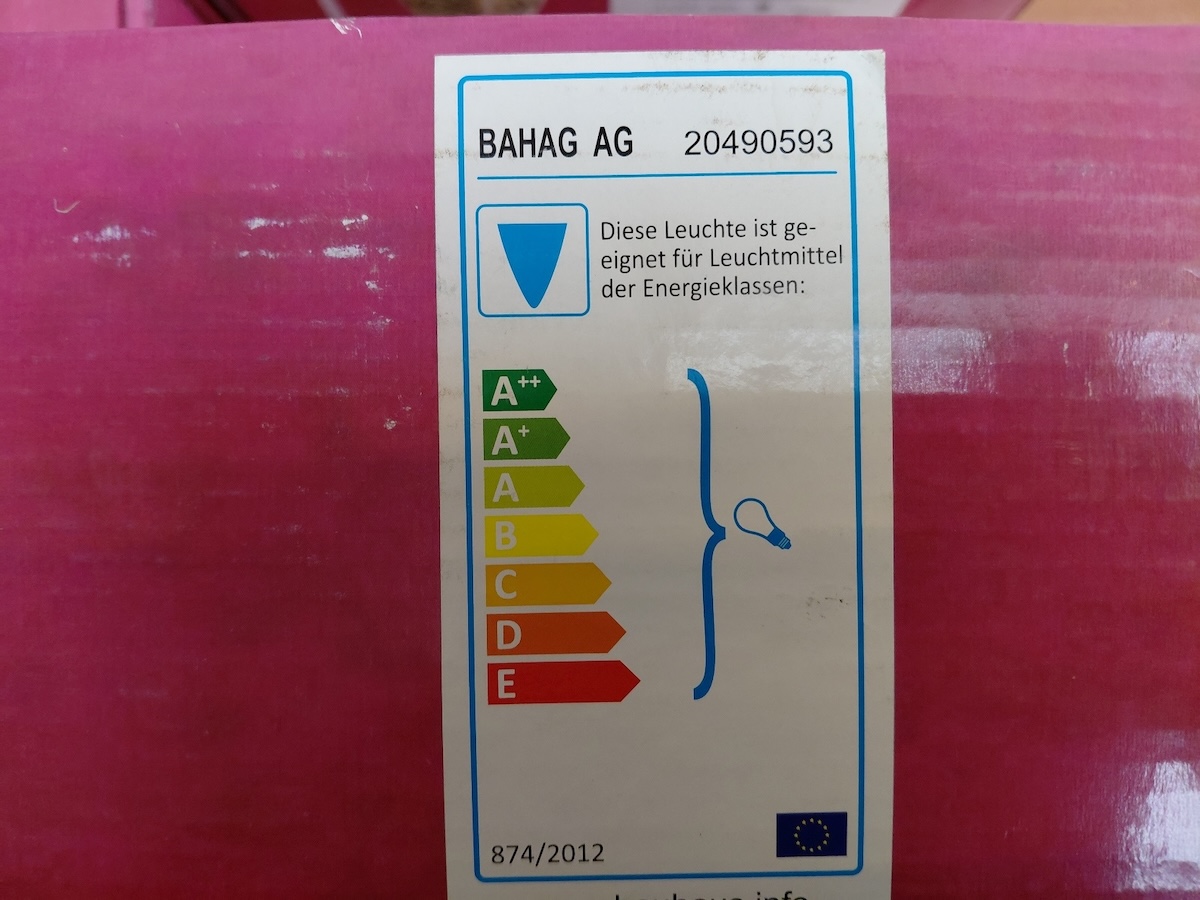 BAHAG AG 20490593
Diese Leuchte ist ge-
eignet für Leuchtmittel
der Energieklassen:
A++
A+
A
B
C
D
E
874/2012